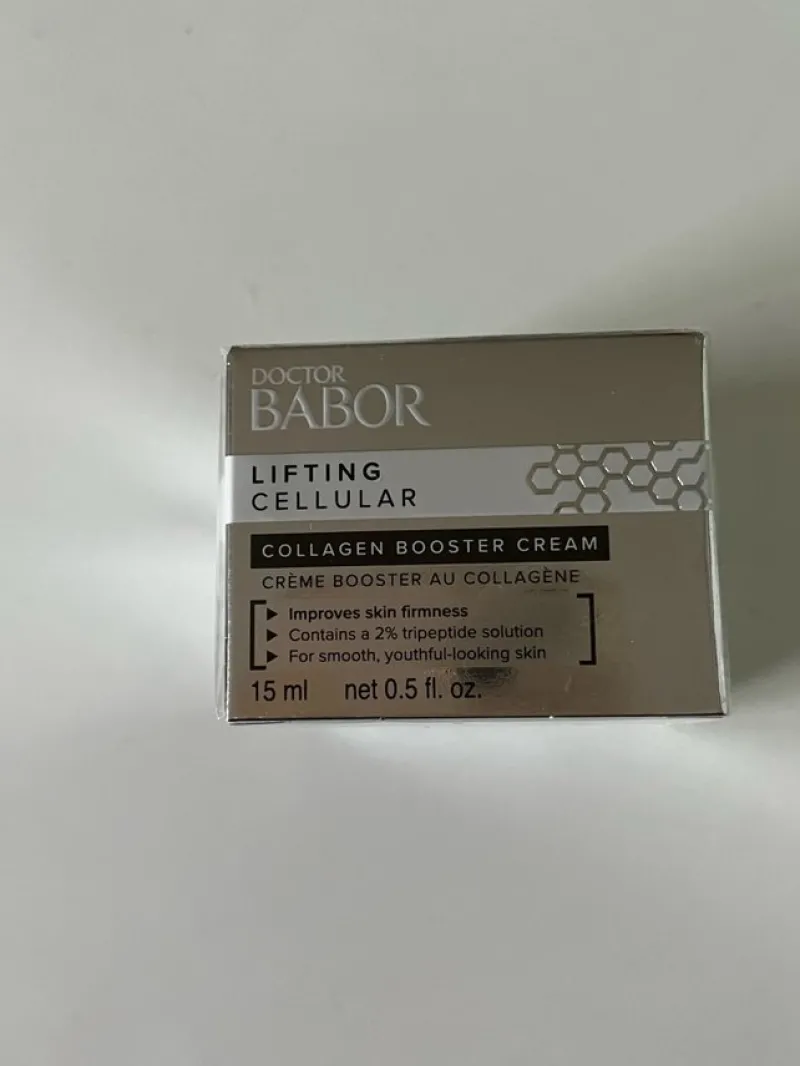 DOCTOR
BABOR
LIFTING
CELLULAR
COLLAGEN BOOSTER CREAM
CRÈME BOOSTER AU COLLAGÈNE
▶ Improves skin firmness
▶ Contains a 2% tripeptide solution
▶ For smooth, youthful-looking skin
15 ml net 0.5 fl. oz.